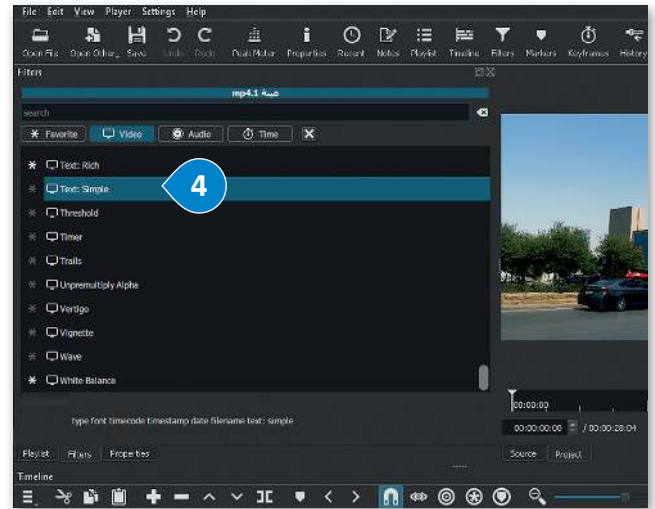 File Edit View Player Settings Help
Open File Open Other... Save Undo Redo Peak Meter Properties Recent Notes Playlist Timeline Filters Markers Keyframes History
Filters
عينة 1.mp4
search
Favorite Video Audio Time
Text: Rich
Text: Simple 4
Threshold
Timer
Trails
Unpremultiply Alpha
Vertigo
Vignette
Wave
White Balance
type font timecode timestamp date filename text: simple
00:00:00
00:00:00:00 / 00:00:28:04
Playlist Filters Properties
Source Project
Timeline